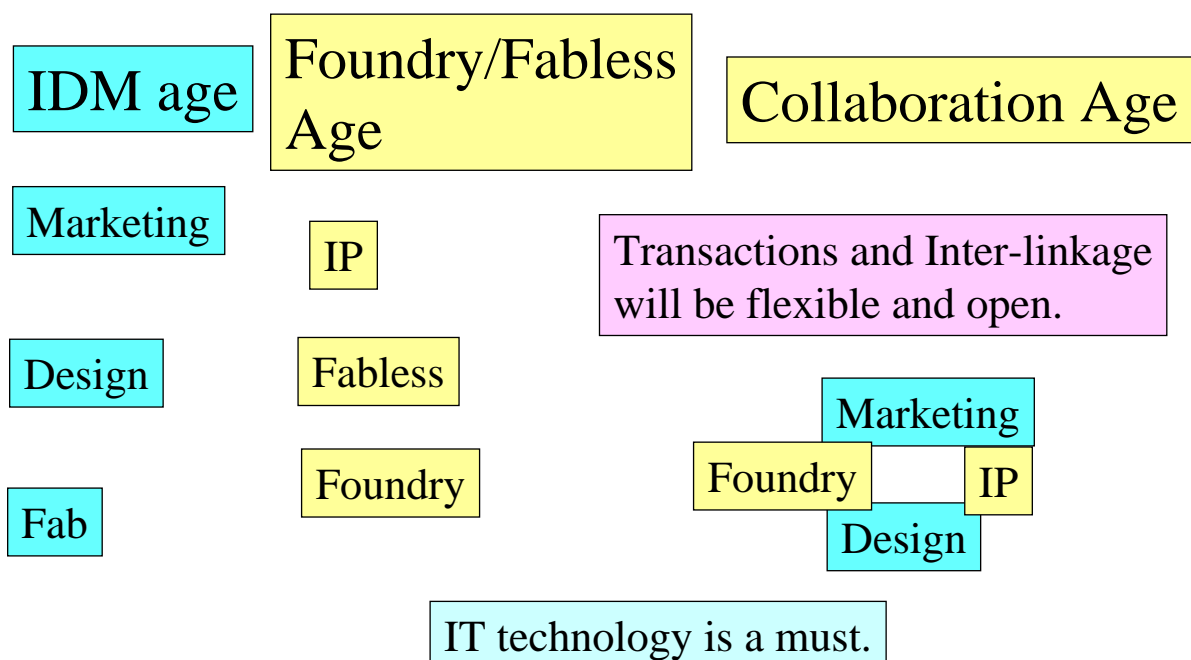 IDM age
Foundry/Fabless
Age
Collaboration Age
Marketing
IP
Transactions and Inter-linkage
will be flexible and open.
Design
Fabless
Marketing
Foundry
Foundry
IP
Fab
Design
IT technology is a must.